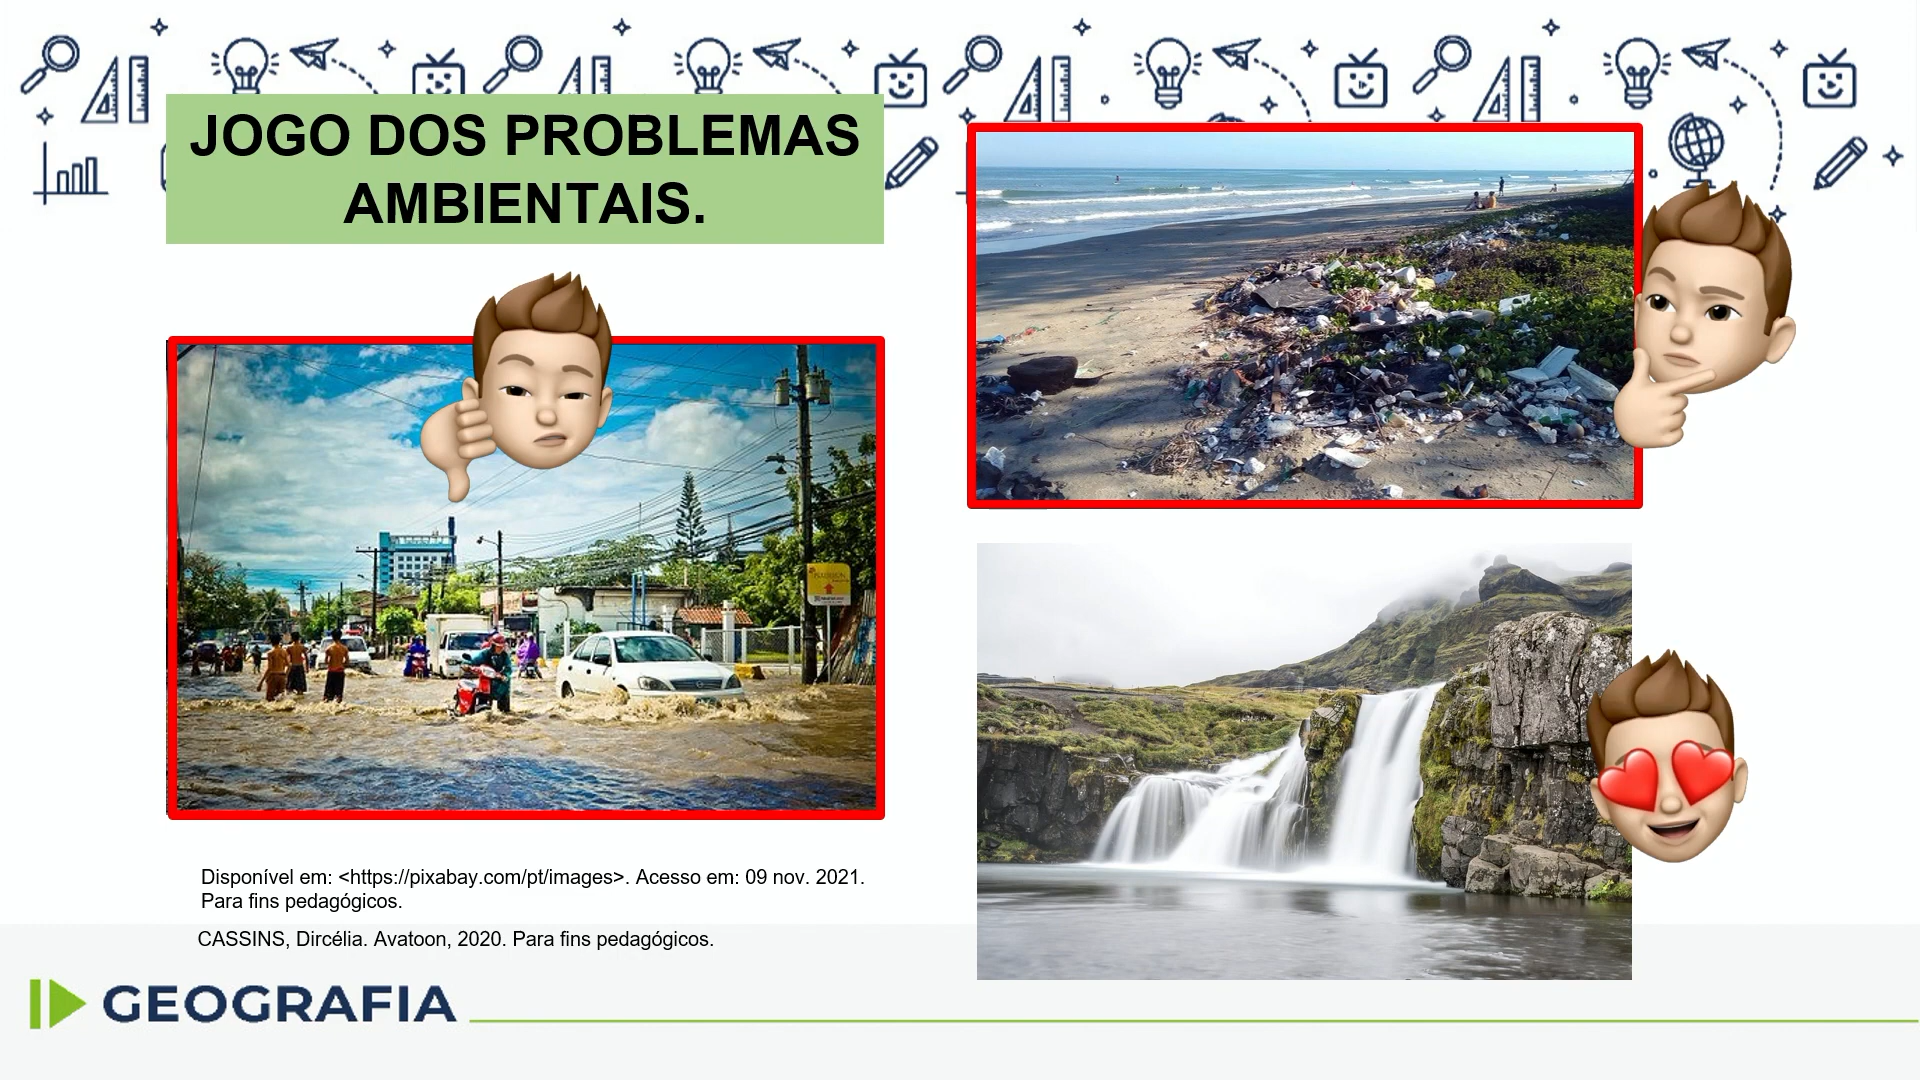 JOGO DOS PROBLEMAS
AMBIENTAIS.
Disponível em: <https://pixabay.com/pt/images>. Acesso em: 09 nov. 2021.
Para fins pedagógicos.
CASSINS, Dircélia. Avatoon, 2020. Para fins pedagógicos.
GEOGRAFIA